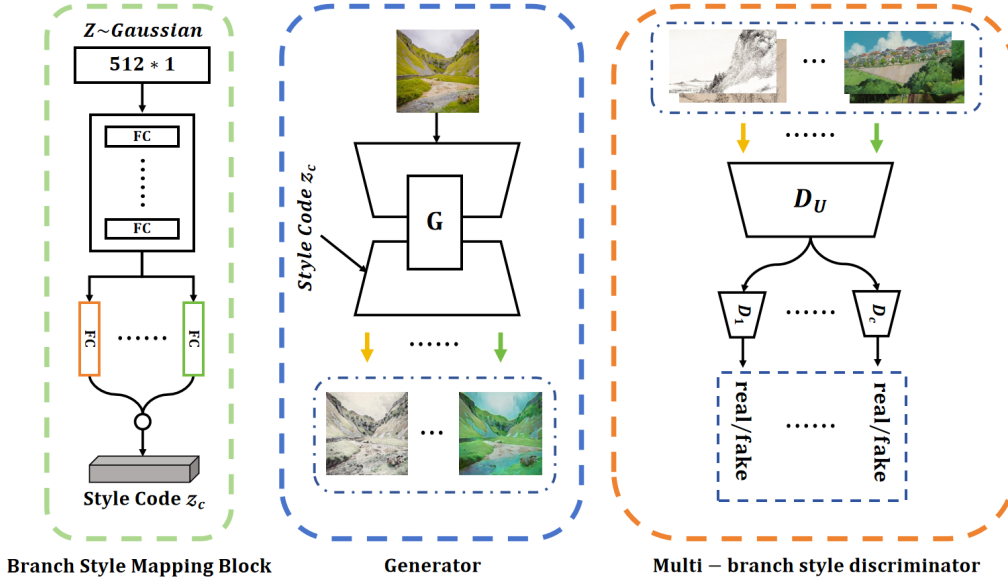 Z~Gaussian
512 * 1
FC
FC
FC
FC
Style Code z_c
Branch Style Mapping Block
Style Code z_c
G
Generator
D_U
D_1
D_c
real/fake
real/fake
Multi − branch style discriminator